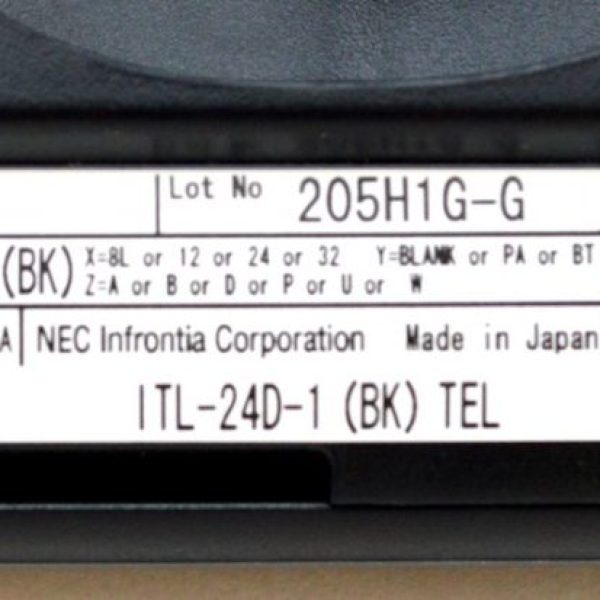 Lot No 205H1G-G
(BK) X=8L or 12 or 24 or 32 Y=BLANK or PA or BT
Z=A or B or D or P or U or W
A NEC Infrontia Corporation Made in Japan
ITL-24D-1 (BK) TEL